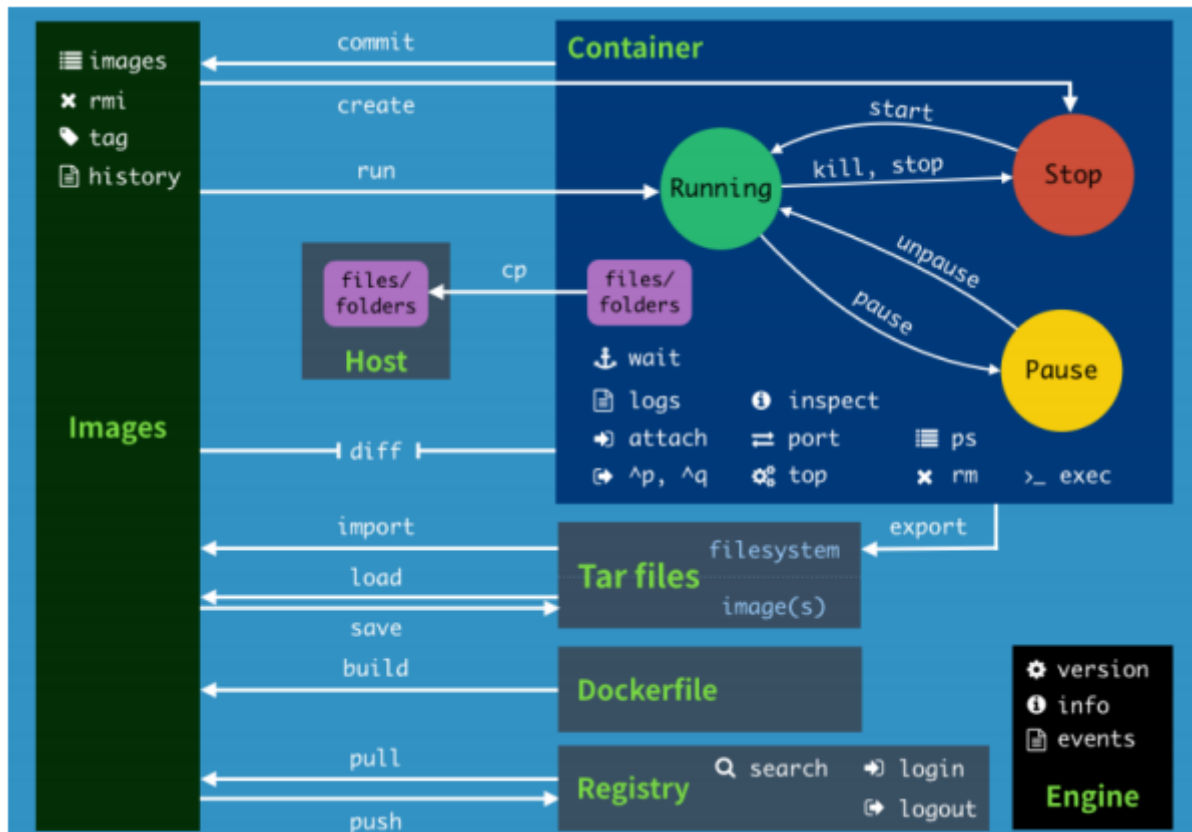 commit
Container
images
create
rmi
start
tag
run
kill, stop
Stop
history
Running
unpause
cp
files/
folders
files/
folders
pause
Host
wait
Pause
logs
inspect
Images
attach
port
ps
diff
^p, ^q
top
rm
>_ exec
import
export
filesystem
load
Tar files
image(s)
save
build
Dockerfile
version
info
events
pull
search
login
Registry
logout
Engine
push